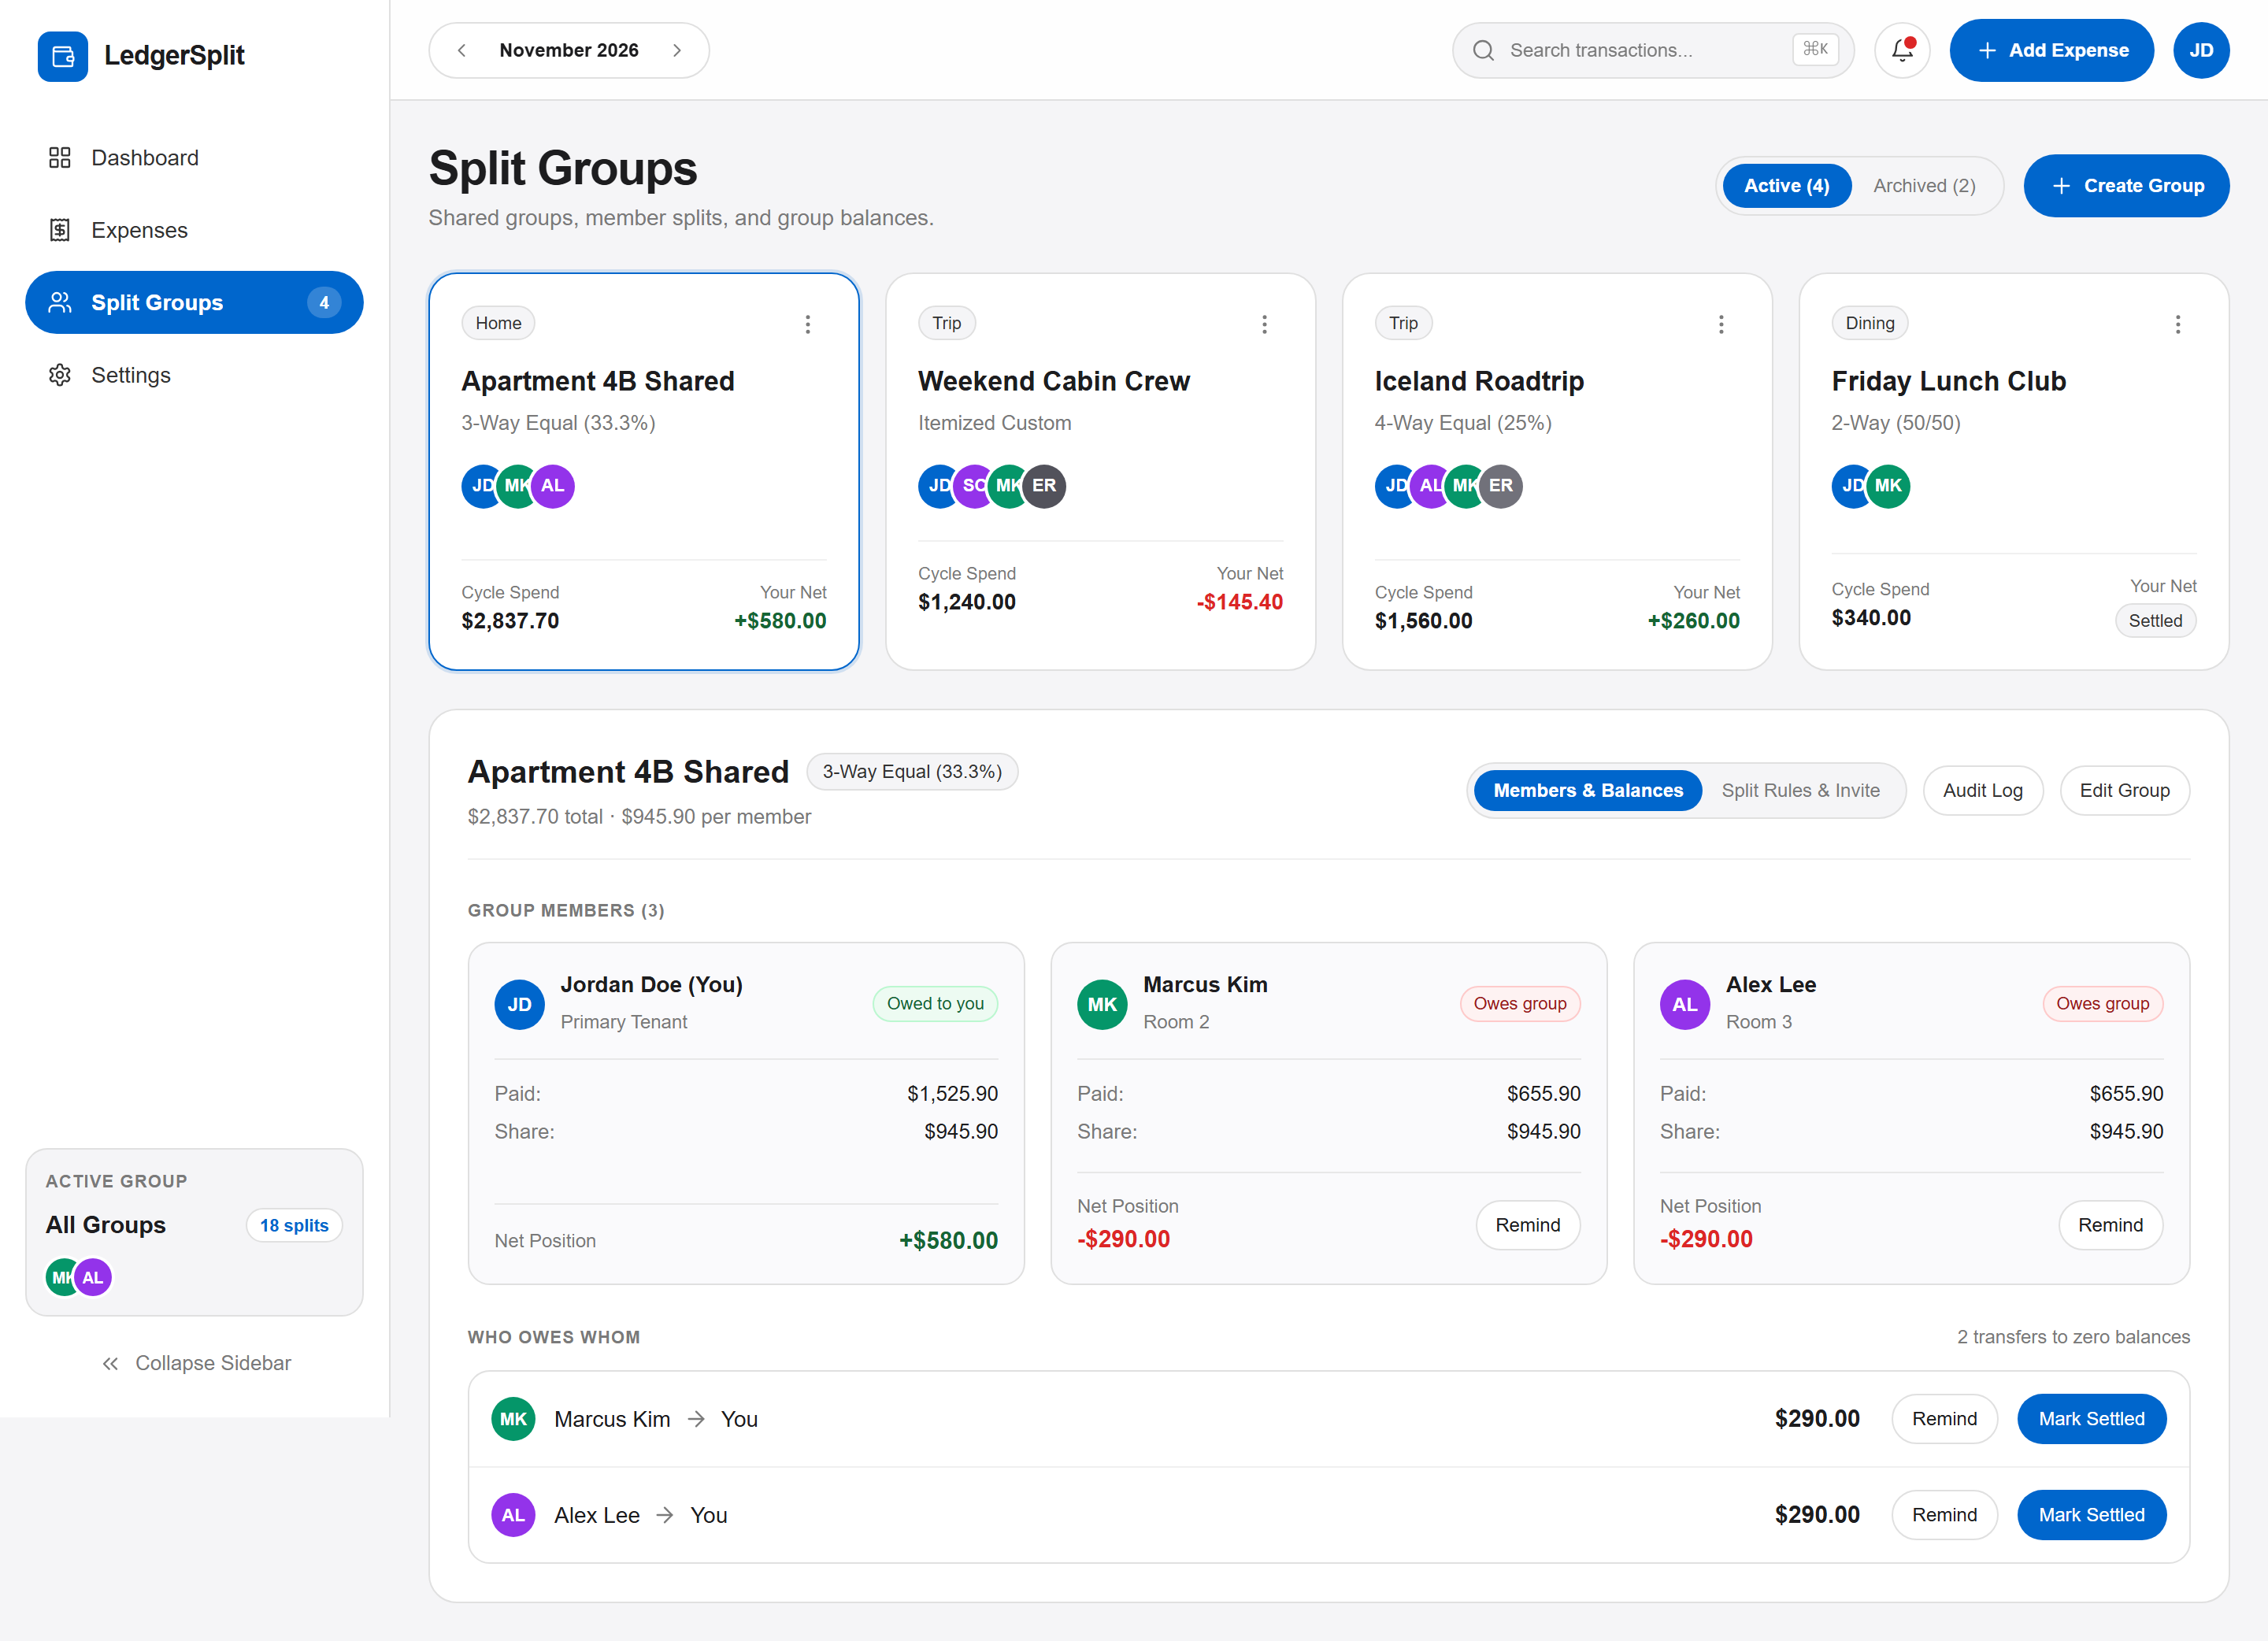 LedgerSplit
Dashboard
Expenses
Split Groups 4
Settings
ACTIVE GROUP
All Groups 18 splits
MK AL
Collapse Sidebar
November 2026
Search transactions... ⌘K
Add Expense
JD
Split Groups
Shared groups, member splits, and group balances.
Active (4) Archived (2)
Create Group
Home
Apartment 4B Shared
3-Way Equal (33.3%)
JD MK AL
Cycle Spend Your Net
$2,837.70 +$580.00
Trip
Weekend Cabin Crew
Itemized Custom
JD SC MK ER
Cycle Spend Your Net
$1,240.00 -$145.40
Trip
Iceland Roadtrip
4-Way Equal (25%)
JD AL MK ER
Cycle Spend Your Net
$1,560.00 +$260.00
Dining
Friday Lunch Club
2-Way (50/50)
JD MK
Cycle Spend Your Net
$340.00 Settled
Apartment 4B Shared 3-Way Equal (33.3%)
$2,837.70 total · $945.90 per member
Members & Balances Split Rules & Invite Audit Log Edit Group
GROUP MEMBERS (3)
JD Jordan Doe (You) Owed to you
Primary Tenant
Paid: $1,525.90
Share: $945.90
Net Position +$580.00
MK Marcus Kim Owes group
Room 2
Paid: $655.90
Share: $945.90
Net Position
-$290.00 Remind
AL Alex Lee Owes group
Room 3
Paid: $655.90
Share: $945.90
Net Position
-$290.00 Remind
WHO OWES WHOM 2 transfers to zero balances
MK Marcus Kim → You $290.00 Remind Mark Settled
AL Alex Lee → You $290.00 Remind Mark Settled